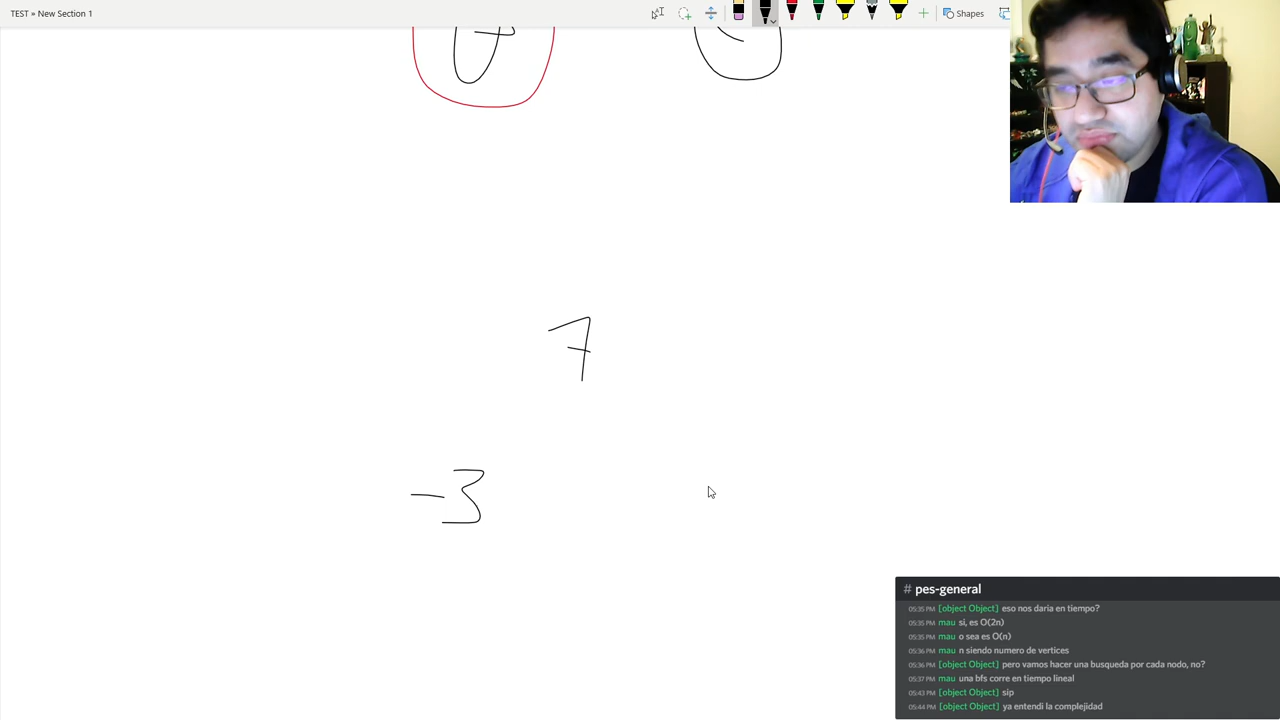 TEST » New Section 1
Shapes
7
-3
# pes-general
05:35 PM [object Object] eso nos daria en tiempo?
05:35 PM mau si, es O(2n)
05:35 PM mau o sea es O(n)
05:36 PM mau n siendo numero de vertices
05:36 PM [object Object] pero vamos hacer una busqueda por cada nodo, no?
05:37 PM mau una bfs corre en tiempo lineal
05:43 PM [object Object] sip
05:44 PM [object Object] ya entendi la complejidad